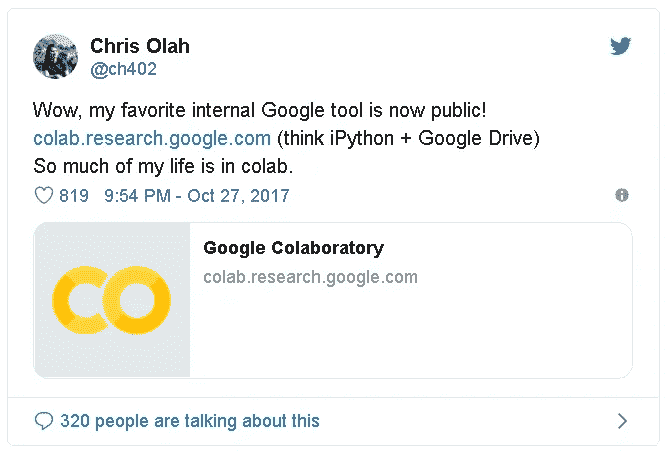 Chris Olah
@ch402
Wow, my favorite internal Google tool is now public!
colab.research.google.com (think iPython + Google Drive)
So much of my life is in colab.
819 9:54 PM - Oct 27, 2017
CO
Google Colaboratory
colab.research.google.com
320 people are talking about this